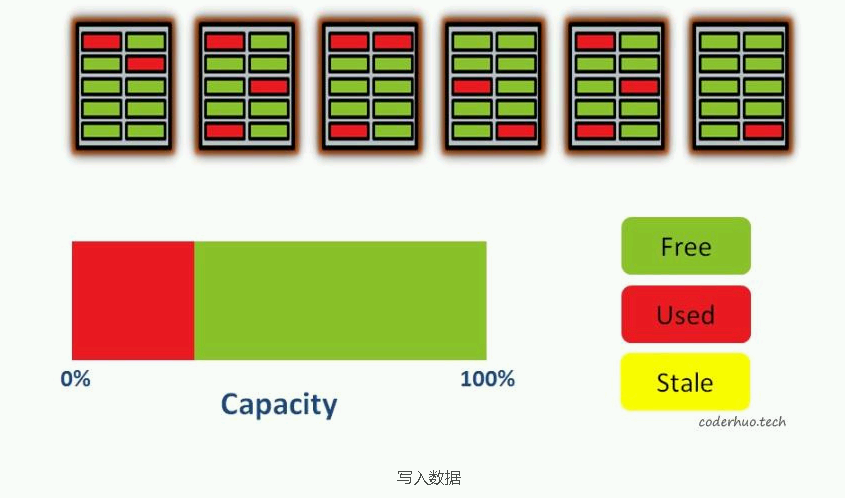 Free
Used
Stale
0%
100%
Capacity
coderhuo.tech
写入数据